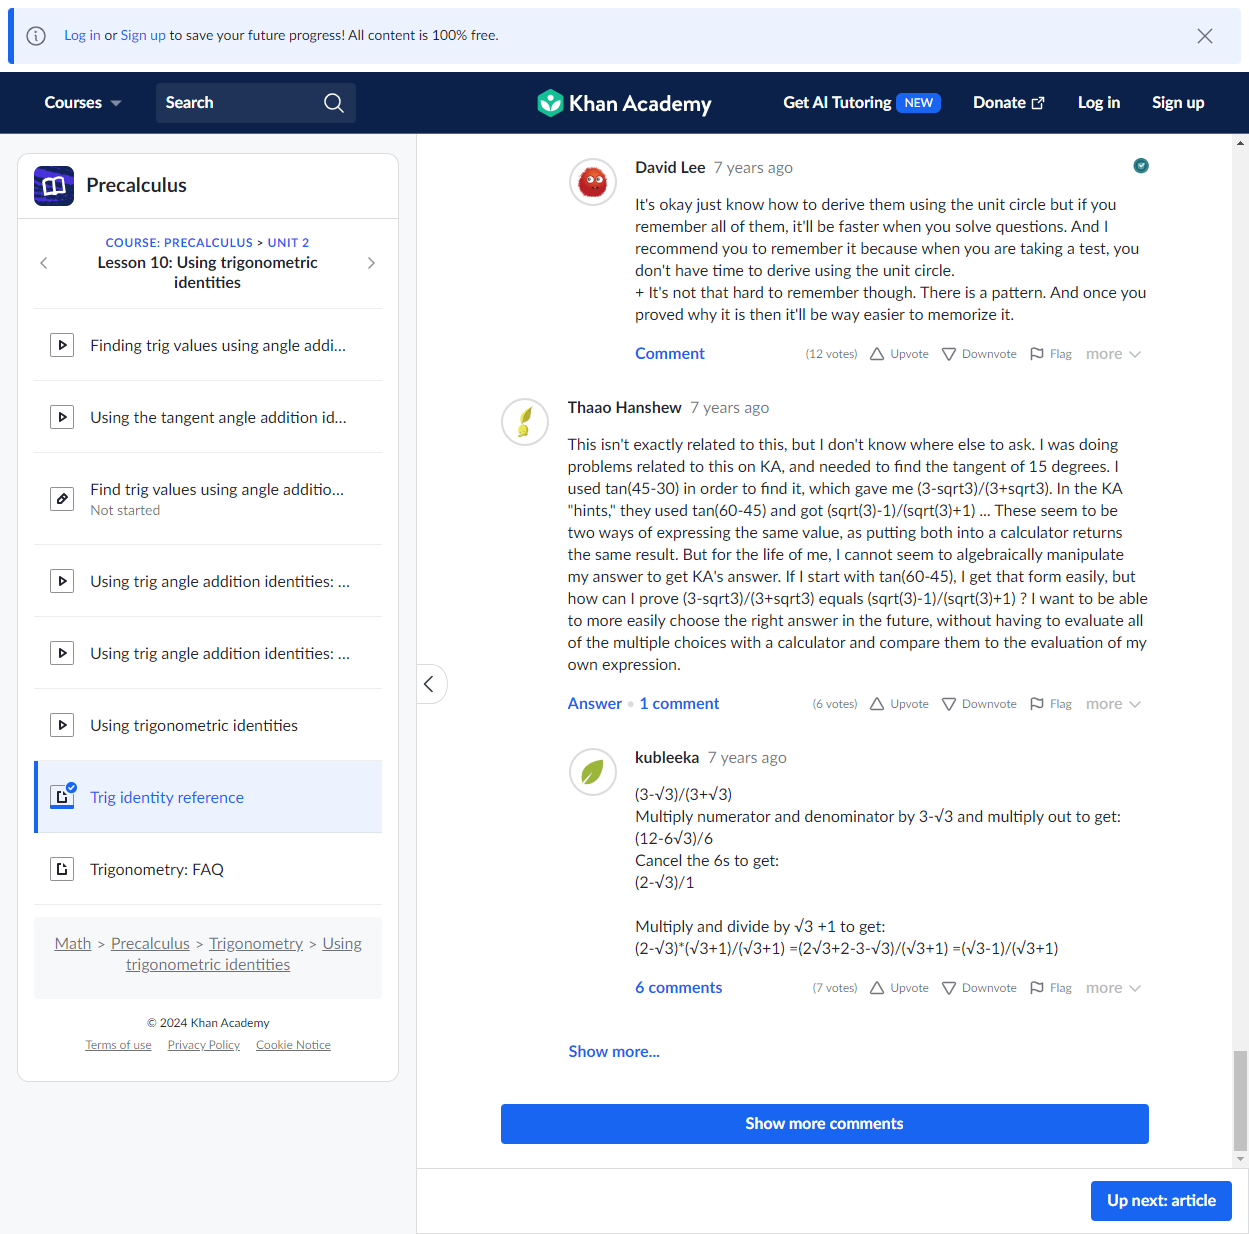 Log in or Sign up to save your future progress! All content is 100% free.
Courses
Search
Khan Academy
Get AI Tutoring NEW
Donate
Log in
Sign up
Precalculus
COURSE: PRECALCULUS > UNIT 2
Lesson 10: Using trigonometric
identities
Finding trig values using angle addi...
Using the tangent angle addition id...
Find trig values using angle additio...
Not started
Using trig angle addition identities: ...
Using trig angle addition identities: ...
Using trigonometric identities
Trig identity reference
Trigonometry: FAQ
Math > Precalculus > Trigonometry > Using
trigonometric identities
© 2024 Khan Academy
Terms of use Privacy Policy Cookie Notice
David Lee 7 years ago
It's okay just know how to derive them using the unit circle but if you
remember all of them, it'll be faster when you solve questions. And I
recommend you to remember it because when you are taking a test, you
don't have time to derive using the unit circle.
+ It's not that hard to remember though. There is a pattern. And once you
proved why it is then it'll be way easier to memorize it.
Comment (12 votes) Upvote Downvote Flag more
Thaao Hanshew 7 years ago
This isn't exactly related to this, but I don't know where else to ask. I was doing
problems related to this on KA, and needed to find the tangent of 15 degrees. I
used tan(45-30) in order to find it, which gave me (3-sqrt3)/(3+sqrt3). In the KA
"hints," they used tan(60-45) and got (sqrt(3)-1)/(sqrt(3)+1) ... These seem to be
two ways of expressing the same value, as putting both into a calculator returns
the same result. But for the life of me, I cannot seem to algebraically manipulate
my answer to get KA's answer. If I start with tan(60-45), I get that form easily, but
how can I prove (3-sqrt3)/(3+sqrt3) equals (sqrt(3)-1)/(sqrt(3)+1) ? I want to be able
to more easily choose the right answer in the future, without having to evaluate all
of the multiple choices with a calculator and compare them to the evaluation of my
own expression.
Answer • 1 comment (6 votes) Upvote Downvote Flag more
kubleeka 7 years ago
(3-√3)/(3+√3)
Multiply numerator and denominator by 3-√3 and multiply out to get:
(12-6√3)/6
Cancel the 6s to get:
(2-√3)/1
Multiply and divide by √3 +1 to get:
(2-√3)*(√3+1)/(√3+1) =(2√3+2-3-√3)/(√3+1) =(√3-1)/(√3+1)
6 comments (7 votes) Upvote Downvote Flag more
Show more...
Show more comments
Up next: article